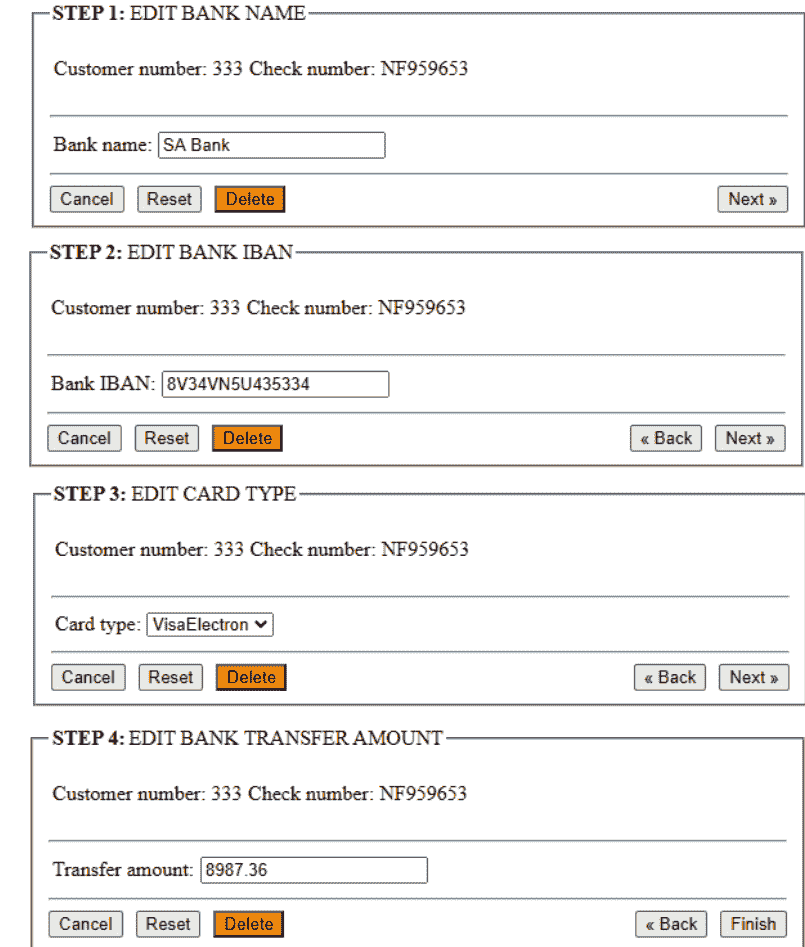 STEP 1: EDIT BANK NAME
Customer number: 333 Check number: NF959653
Bank name: SA Bank
Cancel Reset Delete Next »
STEP 2: EDIT BANK IBAN
Customer number: 333 Check number: NF959653
Bank IBAN: 8V34VN5U435334
Cancel Reset Delete « Back Next »
STEP 3: EDIT CARD TYPE
Customer number: 333 Check number: NF959653
Card type: VisaElectron
Cancel Reset Delete « Back Next »
STEP 4: EDIT BANK TRANSFER AMOUNT
Customer number: 333 Check number: NF959653
Transfer amount: 8987.36
Cancel Reset Delete « Back Finish